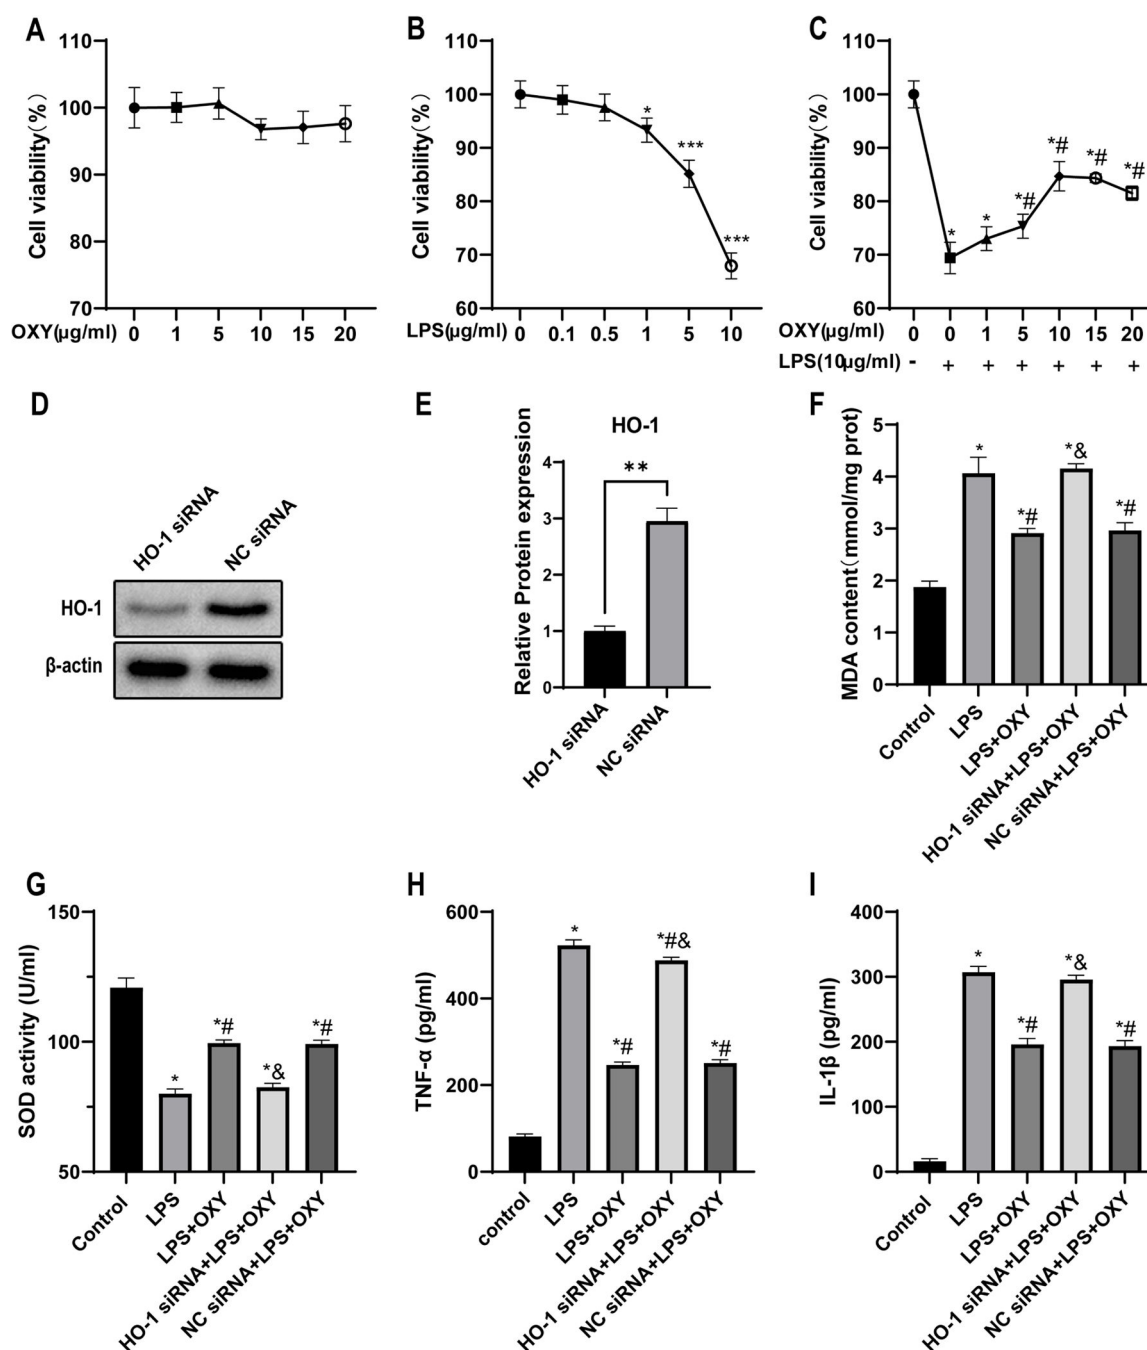 A
110
100
90
80
70
Cell viability(%)
OXY(μg/ml)
0 1 5 10 15 20
B
110
100
90
80
70
60
Cell viability(%)
*
***
***
LPS(μg/ml)
0 0.1 0.5 1 5 10
C
110
100
90
80
70
60
Cell viability(%)
*
*
*#
*#
*#
*#
OXY(μg/ml)
0 0 1 5 10 15 20
LPS(10μg/ml) - + + + + + +
D
HO-1 siRNA
NC siRNA
HO-1
β-actin
E
HO-1
**
4
3
2
1
0
Relative Protein expression
HO-1 siRNA
NC siRNA
F
5
4
3
2
1
0
MDA content(mmol/mg prot)
*
*#
*&
*#
Control
LPS
LPS+OXY
HO-1 siRNA+LPS+OXY
NC siRNA+LPS+OXY
G
150
100
50
SOD activity (U/ml)
*
*#
*&
*#
Control
LPS
LPS+OXY
HO-1 siRNA+LPS+OXY
NC siRNA+LPS+OXY
H
600
400
200
0
TNF-α (pg/ml)
*
*#
*#&
*#
control
LPS
LPS+OXY
HO-1 siRNA+LPS+OXY
NC siRNA+LPS+OXY
I
400
300
200
100
0
IL-1β (pg/ml)
*
*#
*&
*#
Control
LPS
LPS+OXY
HO-1 siRNA+LPS+OXY
NC siRNA+LPS+OXY